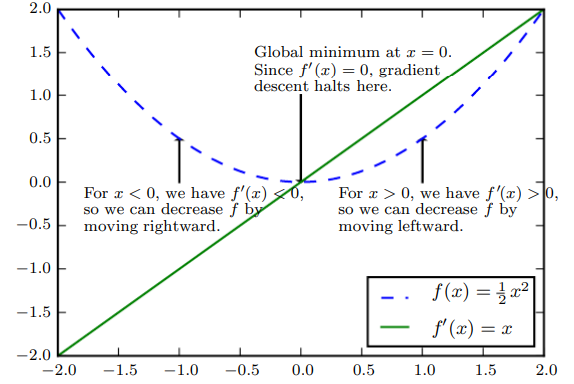 2.0
1.5
1.0
0.5
0.0
−0.5
−1.0
−1.5
−2.0
Global minimum at x = 0.
Since f′(x) = 0, gradient
descent halts here.
For x < 0, we have f′(x) < 0,
so we can decrease f by
moving rightward.
For x > 0, we have f′(x) > 0,
so we can decrease f by
moving leftward.
f(x) = ½x²
f′(x) = x
−2.0 −1.5 −1.0 −0.5 0.0 0.5 1.0 1.5 2.0